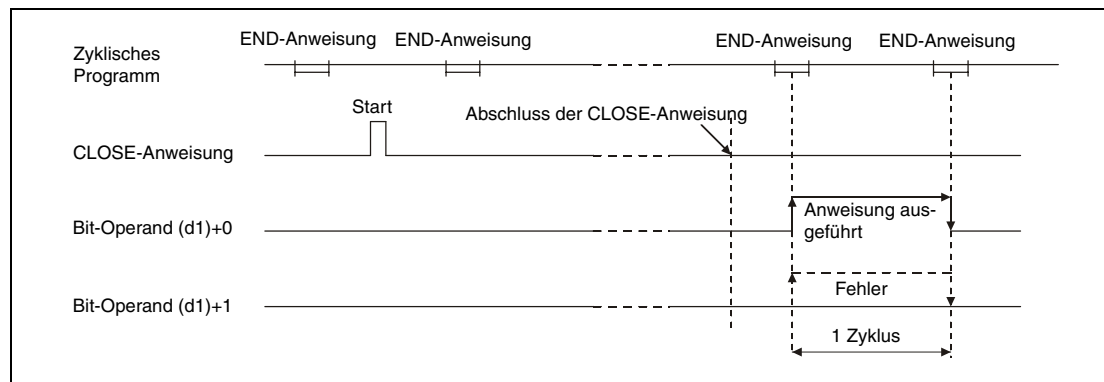 END-Anweisung END-Anweisung END-Anweisung END-Anweisung
Zyklisches
Programm
Start
Abschluss der CLOSE-Anweisung
CLOSE-Anweisung
Bit-Operand (d1)+0
Anweisung aus-
geführt
Fehler
Bit-Operand (d1)+1
1 Zyklus